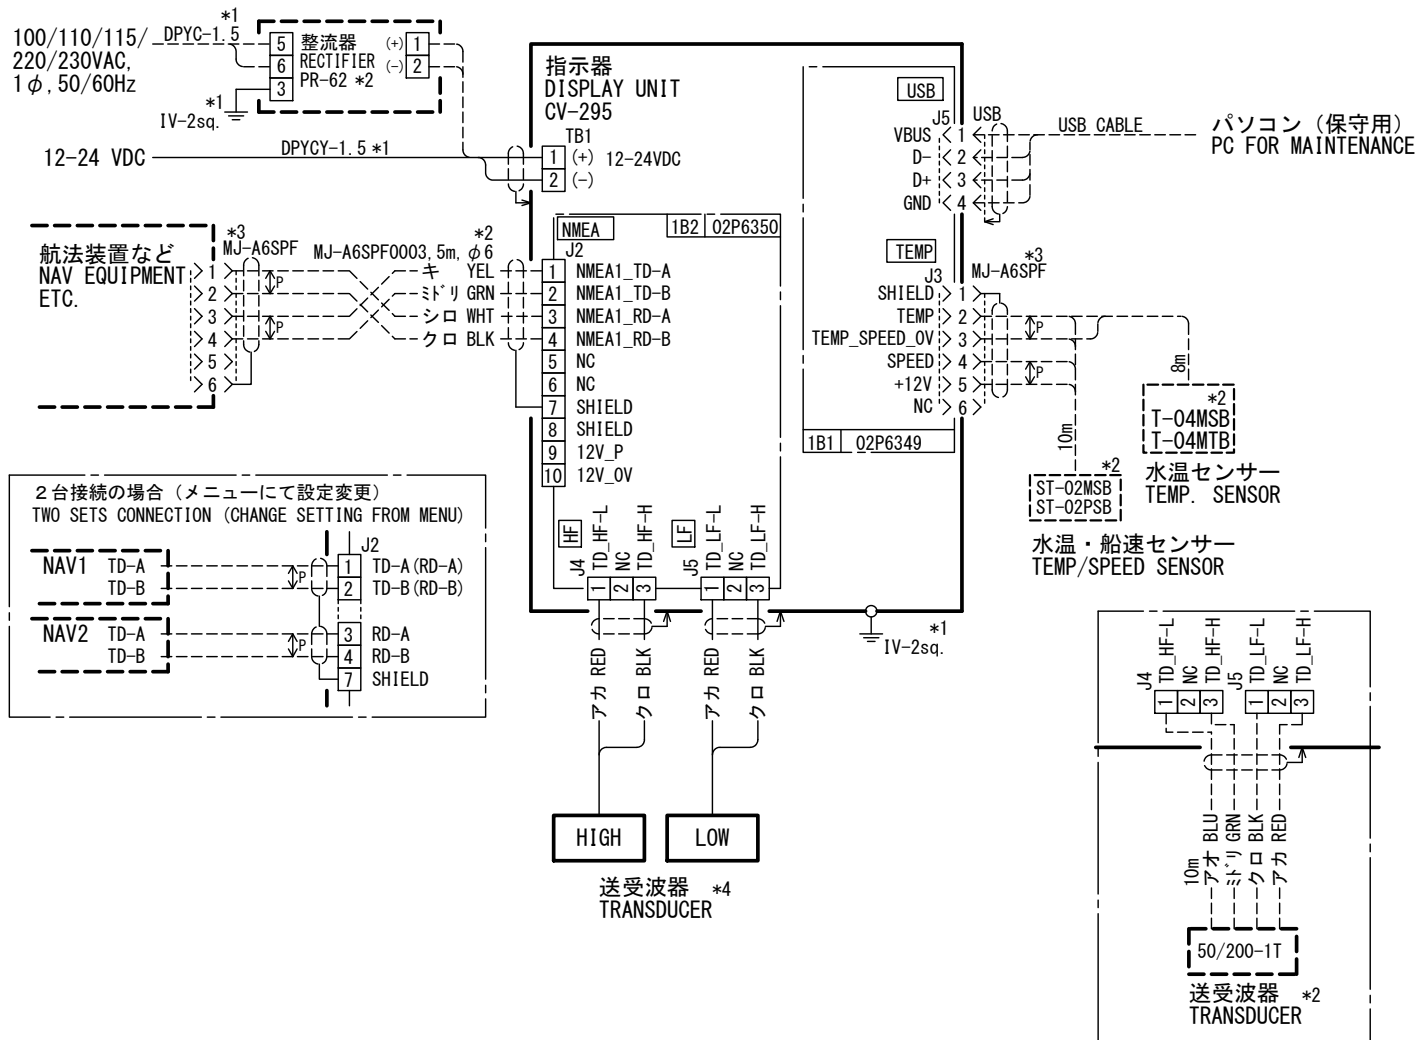 *1
100/110/115/ DPYC-1.5
220/230VAC,
1φ, 50/60Hz
5 整流器 (+) 1
6 RECTIFIER (-) 2
3 PR-62 *2
*1
IV-2sq.
12-24 VDC DPYCY-1.5 *1
指示器
DISPLAY UNIT
CV-295
TB1
1 (+) 12-24VDC
2 (-)
USB
J5 USB
VBUS 1
D- 2
D+ 3
GND 4
USB CABLE
パソコン（保守用）
PC FOR MAINTENANCE
航法装置など
NAV EQUIPMENT
ETC.
*3
MJ-A6SPF
1
2
3
4
5
6
P
P
*2
MJ-A6SPF0003,5m,φ6
キ YEL
ﾐﾄﾞﾘ GRN
シロ WHT
クロ BLK
NMEA 1B2 02P6350
J2
1 NMEA1_TD-A
2 NMEA1_TD-B
3 NMEA1_RD-A
4 NMEA1_RD-B
5 NC
6 NC
7 SHIELD
8 SHIELD
9 12V_P
10 12V_0V
TEMP
J3 *3
MJ-A6SPF
SHIELD 1
TEMP 2
TEMP_SPEED_0V 3
SPEED 4
+12V 5
NC 6
P
P
1B1 02P6349
8m
*2
T-04MSB
T-04MTB
水温センサー
TEMP. SENSOR
10m
*2
ST-02MSB
ST-02PSB
水温・船速センサー
TEMP/SPEED SENSOR
２台接続の場合（メニューにて設定変更）
TWO SETS CONNECTION (CHANGE SETTING FROM MENU)
J2
NAV1 TD-A P 1 TD-A(RD-A)
TD-B 2 TD-B(RD-B)
NAV2 TD-A P 3 RD-A
TD-B 4 RD-B
7 SHIELD
HF
J4
1 TD_HF-L
2 NC
3 TD_HF-H
LF
J5
1 TD_LF-L
2 NC
3 TD_LF-H
*1
IV-2sq.
アカ RED
クロ BLK
アカ RED
クロ BLK
HIGH
LOW
送受波器 *4
TRANSDUCER
J4
1 TD_HF-L
2 NC
3 TD_HF-H
J5
1 TD_LF-L
2 NC
3 TD_LF-H
10m
アオ BLU
ﾐﾄﾞﾘ GRN
クロ BLK
アカ RED
50/200-1T
送受波器 *2
TRANSDUCER